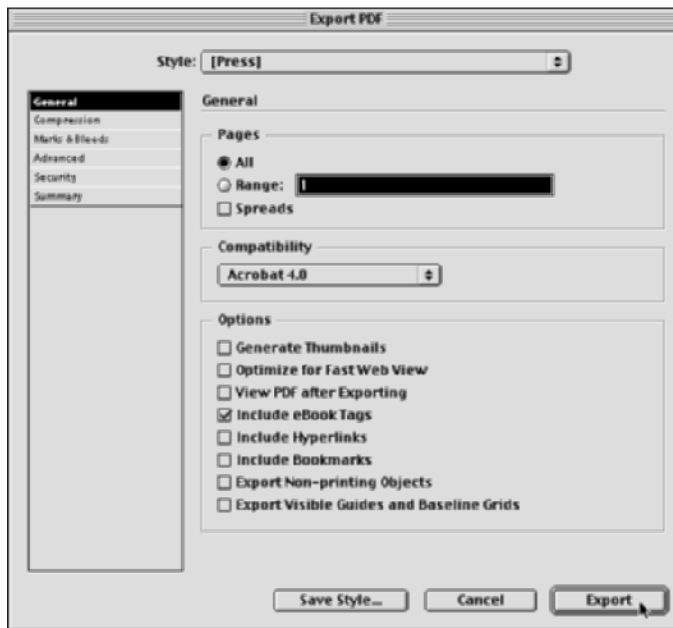 Export PDF
Style: [Press]
General
Compression
Marks & Bleeds
Advanced
Security
Summary
General
Pages
All
Range: 1
Spreads
Compatibility
Acrobat 4.0
Options
Generate Thumbnails
Optimize for Fast Web View
View PDF after Exporting
Include eBook Tags
Include Hyperlinks
Include Bookmarks
Export Non-printing Objects
Export Visible Guides and Baseline Grids
Save Style... Cancel Export